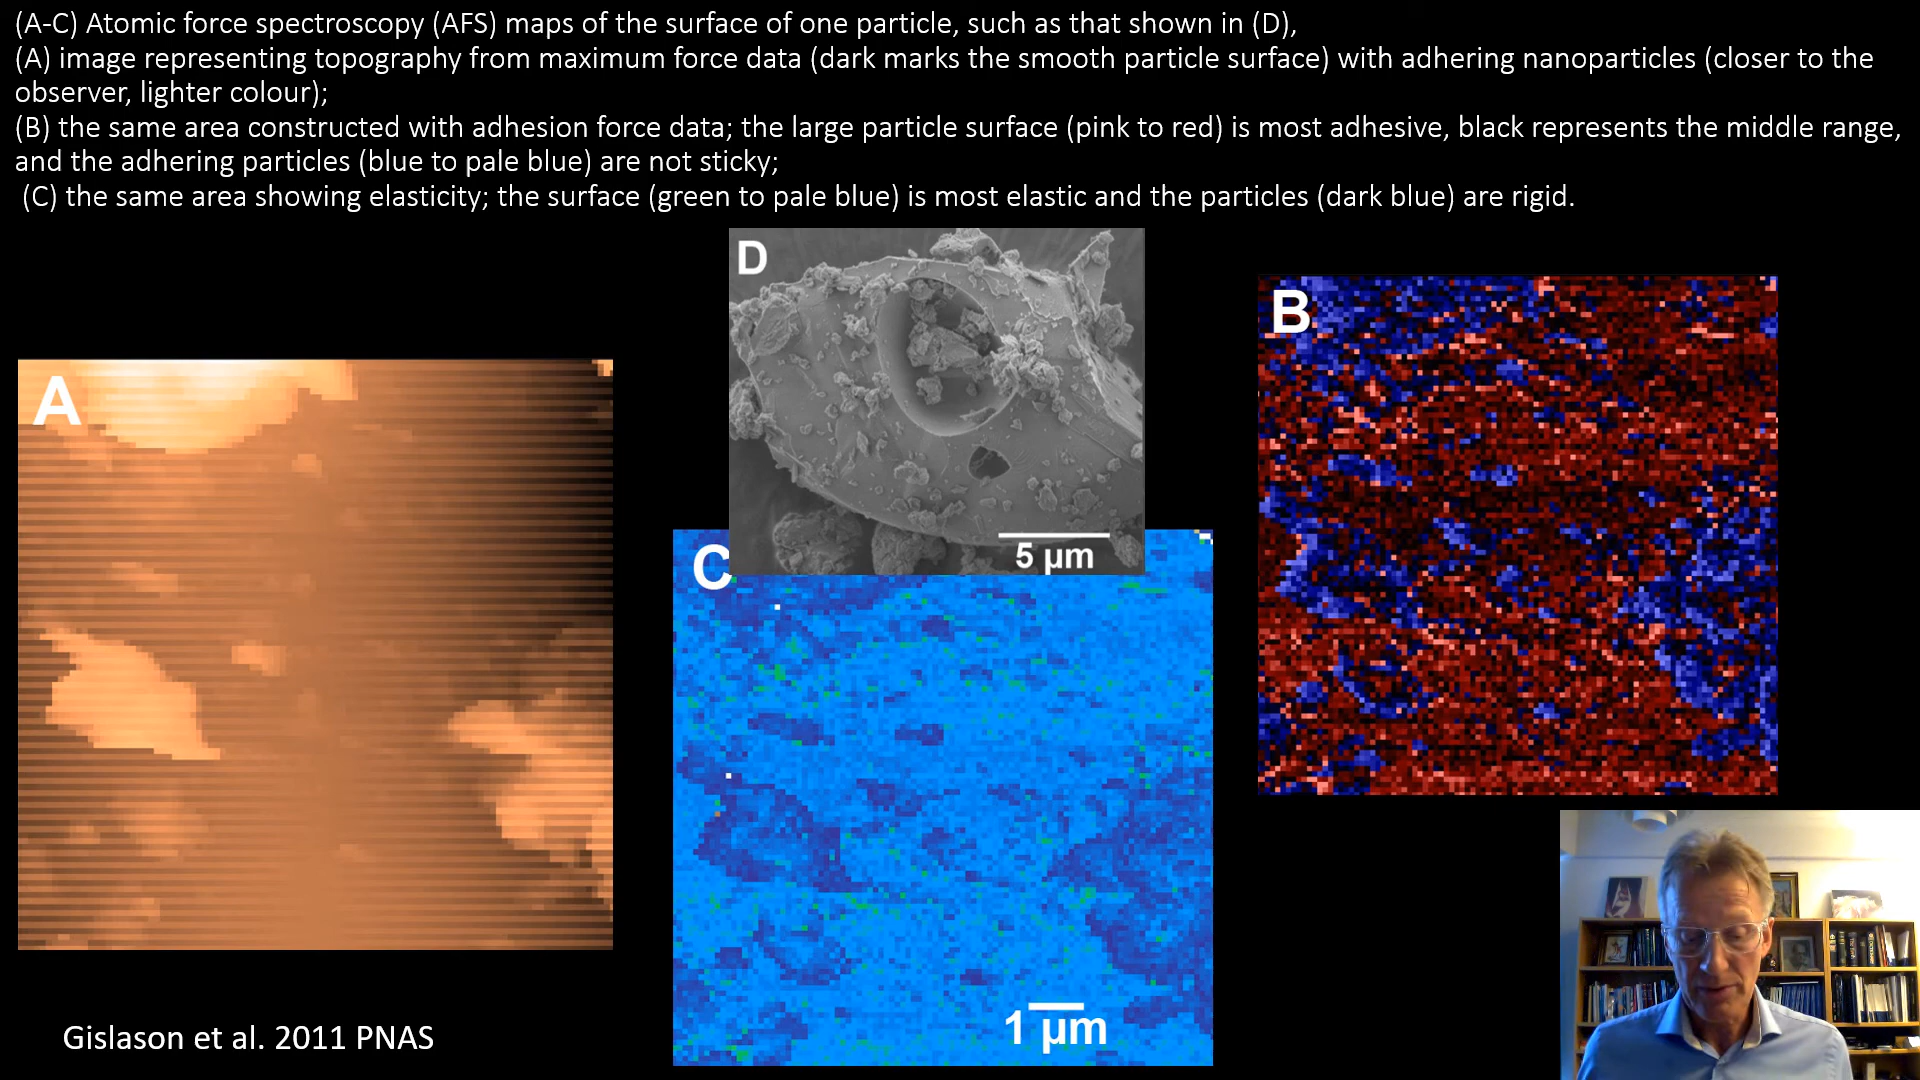 (A-C) Atomic force spectroscopy (AFS) maps of the surface of one particle, such as that shown in (D),
(A) image representing topography from maximum force data (dark marks the smooth particle surface) with adhering nanoparticles (closer to the
observer, lighter colour);
(B) the same area constructed with adhesion force data; the large particle surface (pink to red) is most adhesive, black represents the middle range,
and the adhering particles (blue to pale blue) are not sticky;
(C) the same area showing elasticity; the surface (green to pale blue) is most elastic and the particles (dark blue) are rigid.
D
B
A
5 µm
C
1 µm
Gislason et al. 2011 PNAS